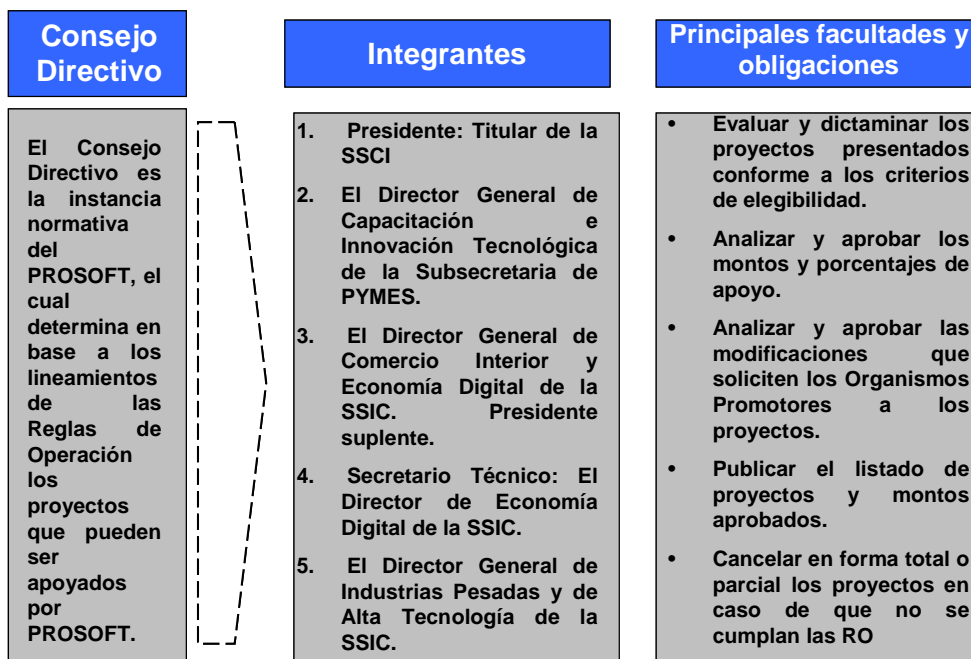 Consejo
Directivo
El Consejo
Directivo es
la instancia
normativa
del
PROSOFT, el
cual
determina en
base a los
lineamientos
de las
Reglas de
Operación
los
proyectos
que pueden
ser
apoyados
por
PROSOFT.
Integrantes
1. Presidente: Titular de la
SSCI
2. El Director General de
Capacitación e
Innovación Tecnológica
de la Subsecretaria de
PYMES.
3. El Director General de
Comercio Interior y
Economía Digital de la
SSIC. Presidente
suplente.
4. Secretario Técnico: El
Director de Economía
Digital de la SSIC.
5. El Director General de
Industrias Pesadas y de
Alta Tecnología de la
SSIC.
Principales facultades y
obligaciones
• Evaluar y dictaminar los
proyectos presentados
conforme a los criterios
de elegibilidad.
• Analizar y aprobar los
montos y porcentajes de
apoyo.
• Analizar y aprobar las
modificaciones que
soliciten los Organismos
Promotores a los
proyectos.
• Publicar el listado de
proyectos y montos
aprobados.
• Cancelar en forma total o
parcial los proyectos en
caso de que no se
cumplan las RO